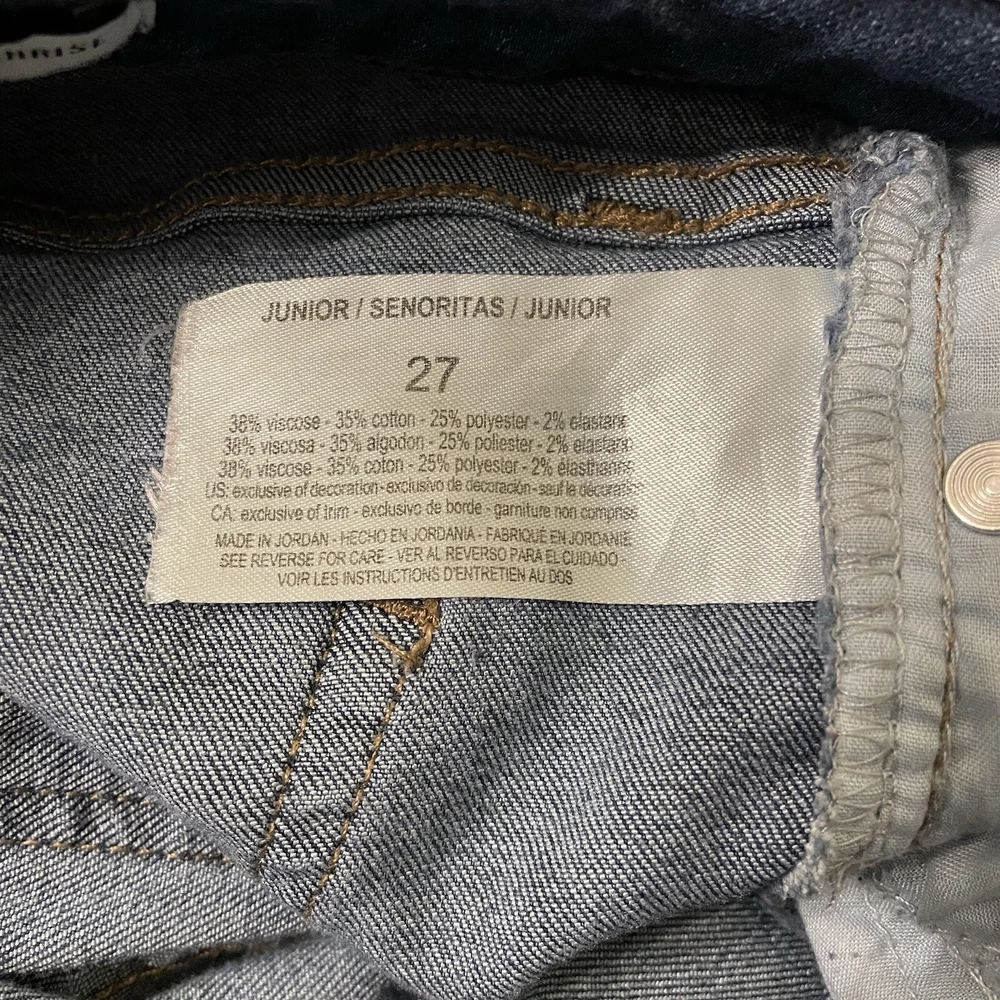 JUNIOR / SENORITAS / JUNIOR
27
38% viscose - 35% cotton - 25% polyester - 2% elastane
38% viscosa - 35% algodon - 25% poliester - 2% elastano
38% viscose - 35% coton - 25% polyester - 2% élasthanne
US: exclusive of decoration - exclusivo de decoración - sauf le décoration
CA: exclusive of trim - exclusivo de borde - garniture non comprise
MADE IN JORDAN - HECHO EN JORDANIA - FABRIQUÉ EN JORDANIE
SEE REVERSE FOR CARE - VER AL REVERSO PARA EL CUIDADO -
VOIR LES INSTRUCTIONS D'ENTRETIEN AU DOS